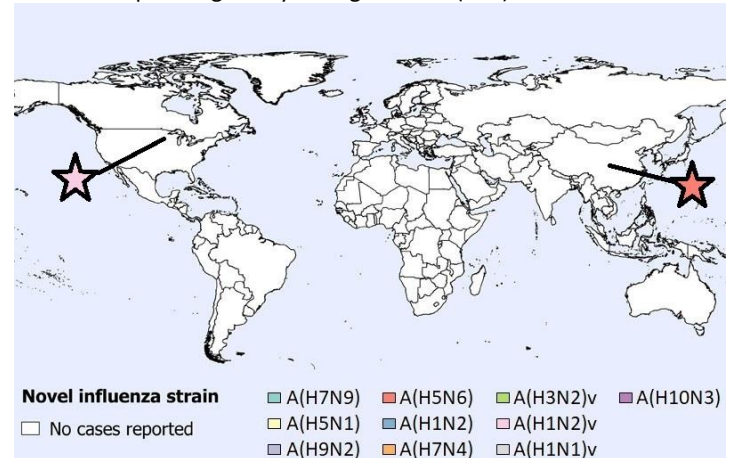 Novel influenza strain
No cases reported
A(H7N9) A(H5N6) A(H3N2)v A(H10N3)
A(H5N1) A(H1N2) A(H1N2)v
A(H9N2) A(H7N4) A(H1N1)v